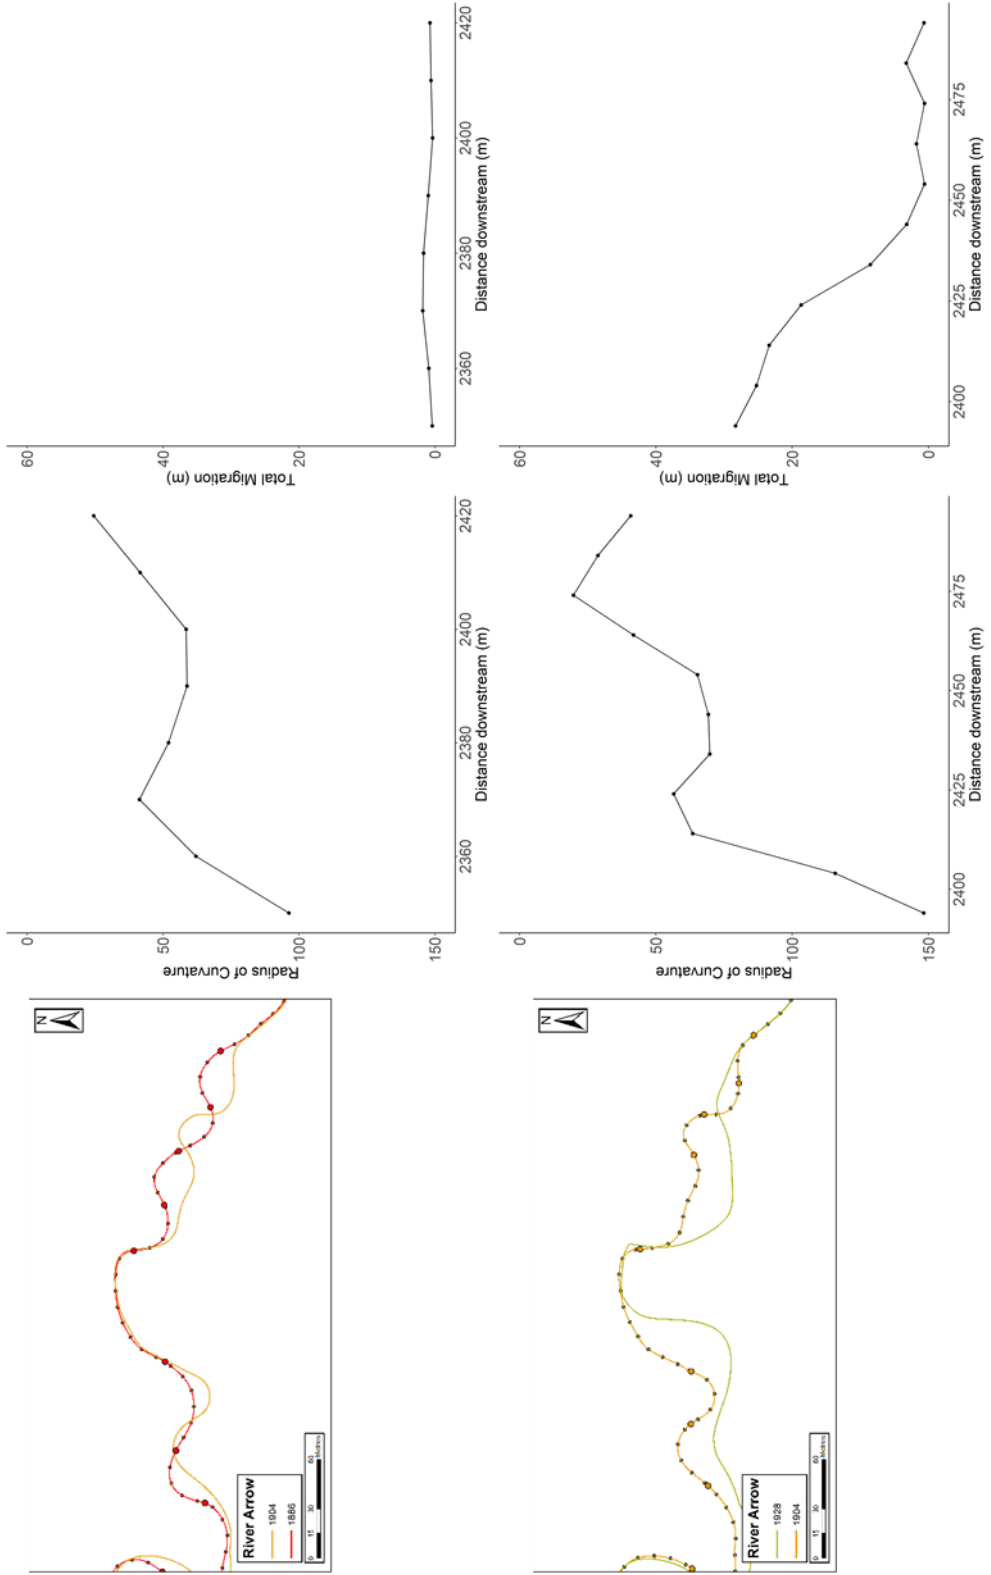 N
River Arrow
1904
1886
0 15 30 60 Metres
Radius of Curvature
0
50
100
150
2360
2380
2400
2420
Distance downstream (m)
Total Migration (m)
60
40
20
0
2360
2380
2400
2420
Distance downstream (m)
N
River Arrow
1928
1904
0 15 30 60 Metres
Radius of Curvature
0
50
100
150
2400
2425
2450
2475
Distance downstream (m)
Total Migration (m)
60
40
20
0
2400
2425
2450
2475
Distance downstream (m)